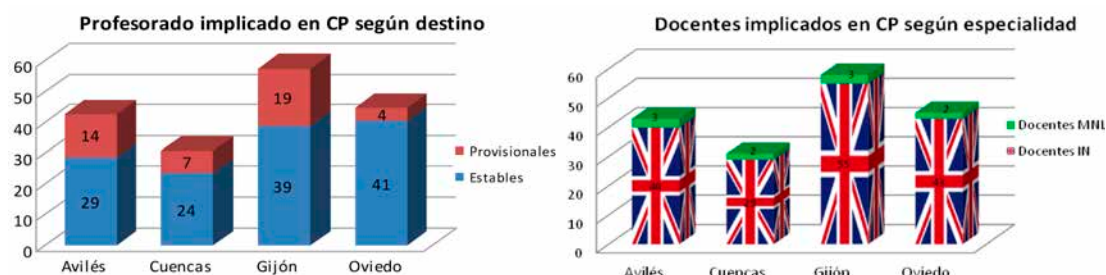 Profesorado implicado en CP según destino
60
50
40
30
20
10
0
14
29
7
24
19
39
4
41
Provisionales
Estables
Avilés
Cuencas
Gijón
Oviedo
Docentes implicados en CP según especialidad
60
50
40
30
20
10
0
3
2
3
55
2
Docentes MNL
Docentes IN
Avilés
Cuencas
Gijón
Oviedo